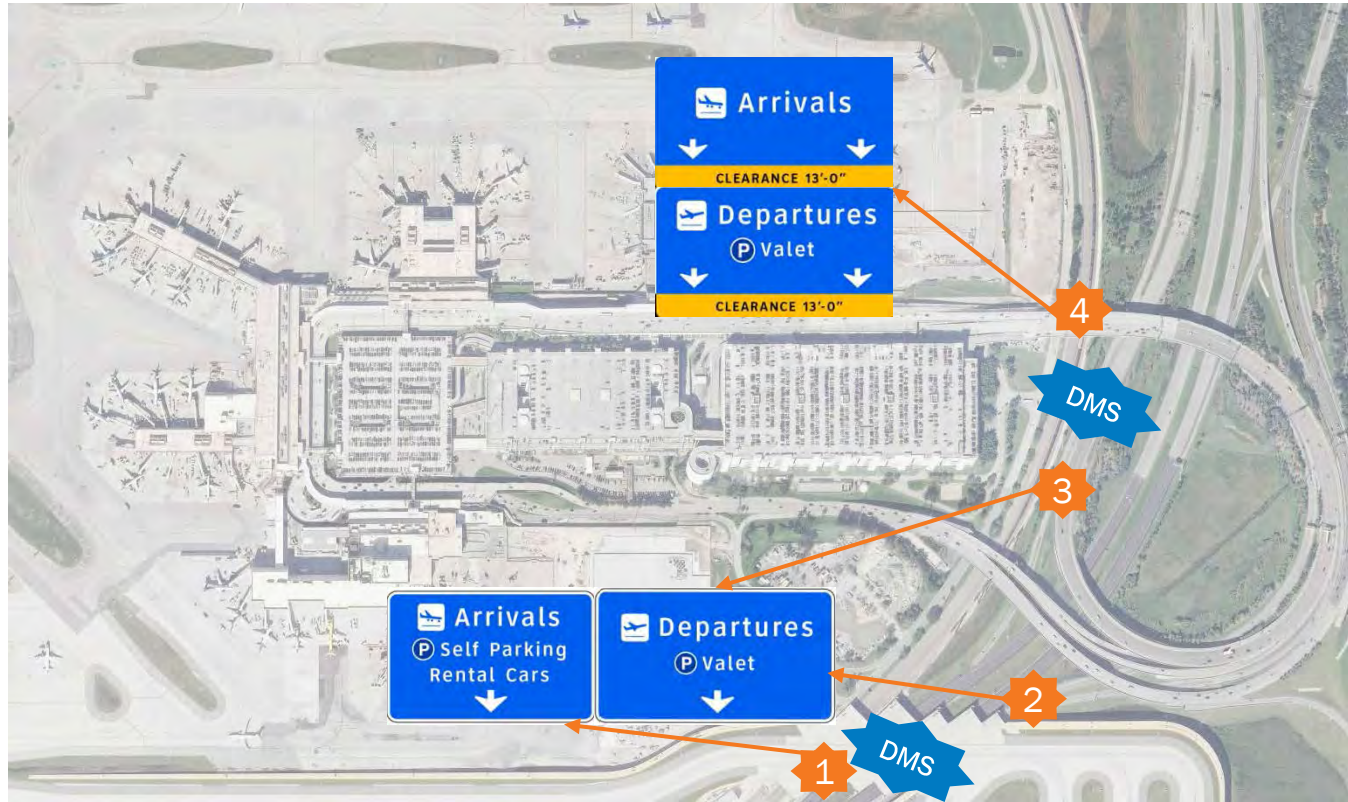 Arrivals
CLEARANCE 13'-0"
Departures
P Valet
CLEARANCE 13'-0"
4
DMS
3
Arrivals
P Self Parking
Rental Cars
Departures
P Valet
2
1
DMS